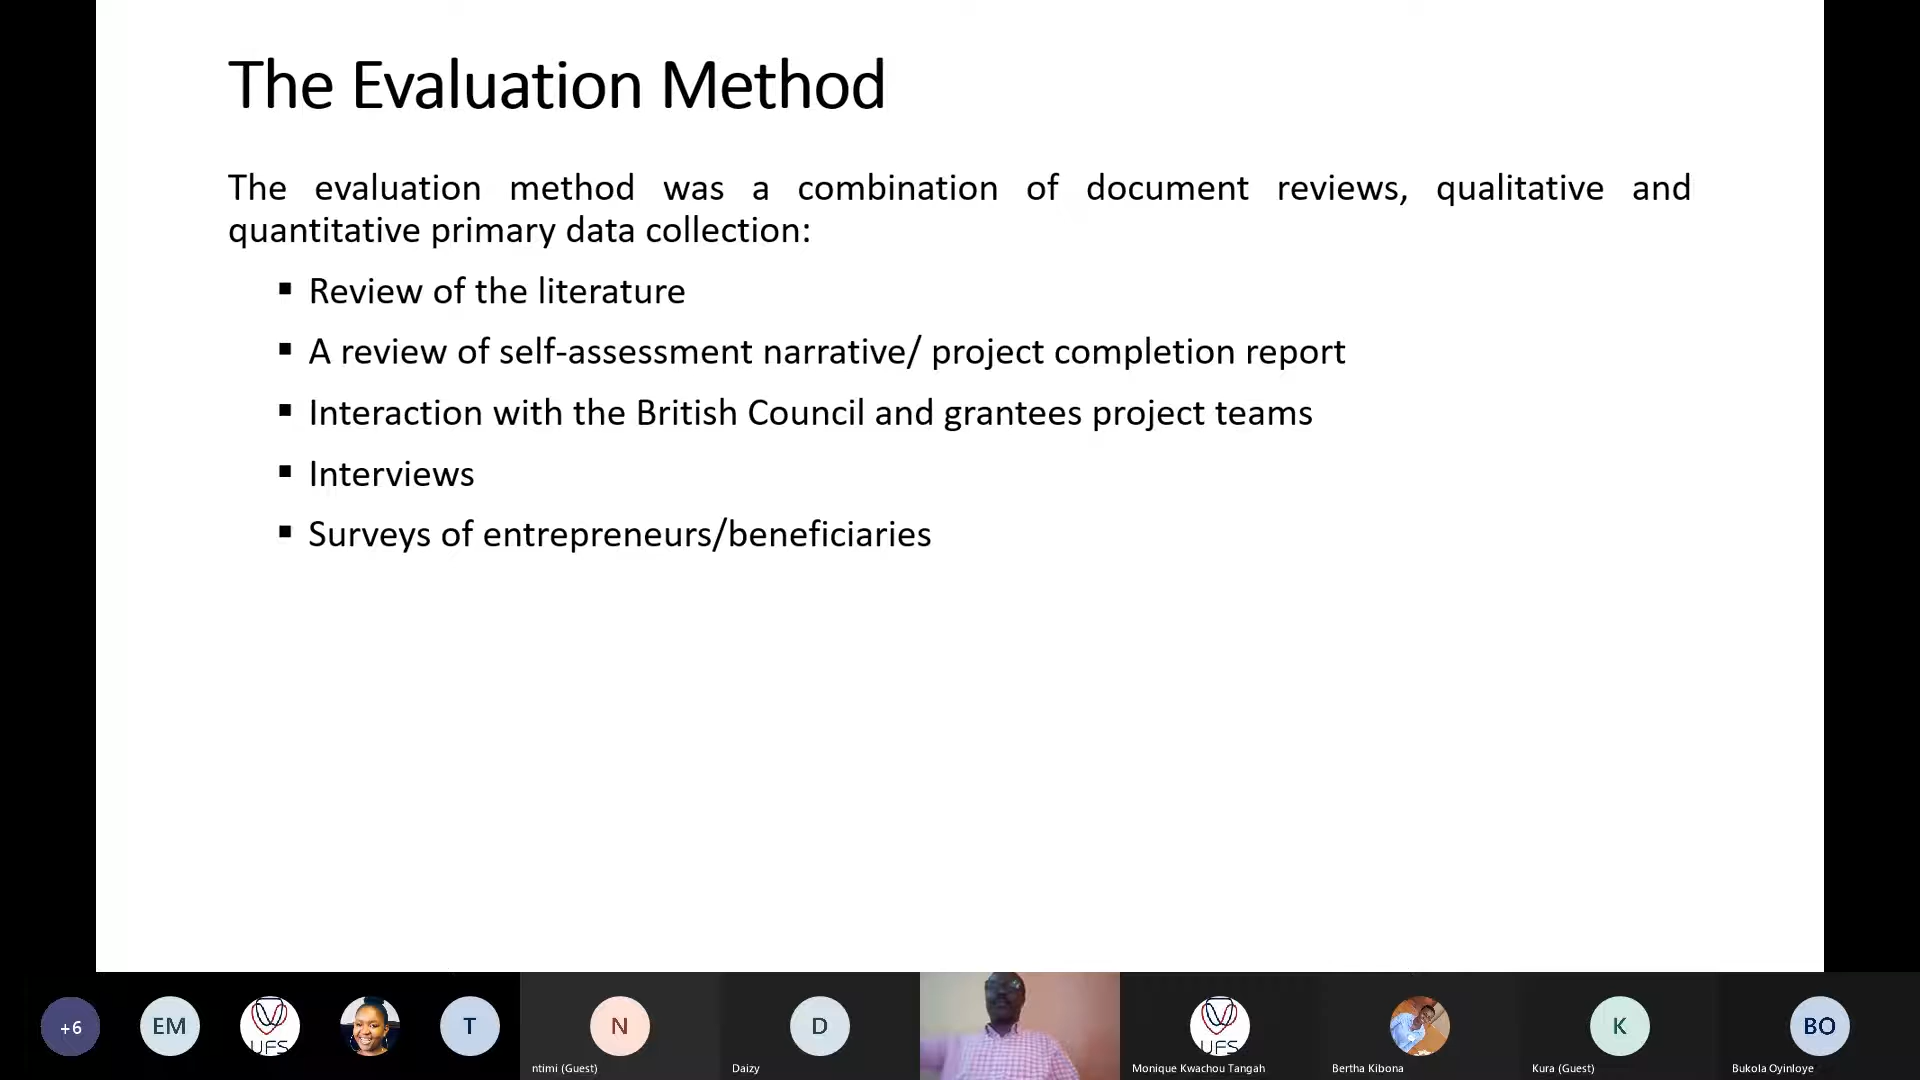 The Evaluation Method
The evaluation method was a combination of document reviews, qualitative and
quantitative primary data collection:
▪ Review of the literature
▪ A review of self-assessment narrative/ project completion report
▪ Interaction with the British Council and grantees project teams
▪ Interviews
▪ Surveys of entrepreneurs/beneficiaries
+6
EM
UFS
T
N
D
UFS
K
BO
ntimi (Guest)
Daizy
Monique Kwachou Tangah
Bertha Kibona
Kura (Guest)
Bukola Oyinloye